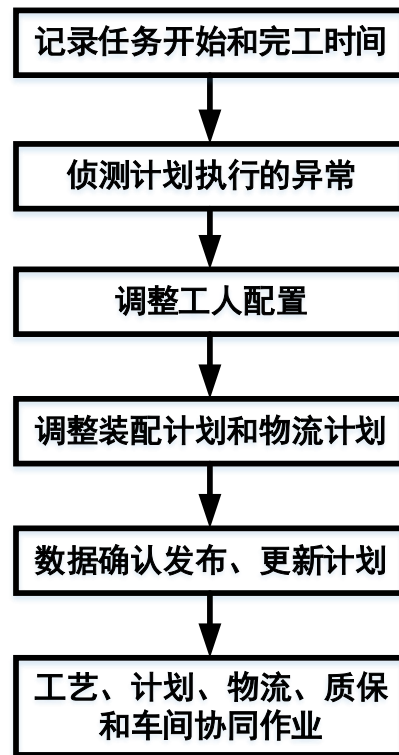 记录任务开始和完工时间
侦测计划执行的异常
调整工人配置
调整装配计划和物流计划
数据确认发布、更新计划
工艺、计划、物流、质保
和车间协同作业